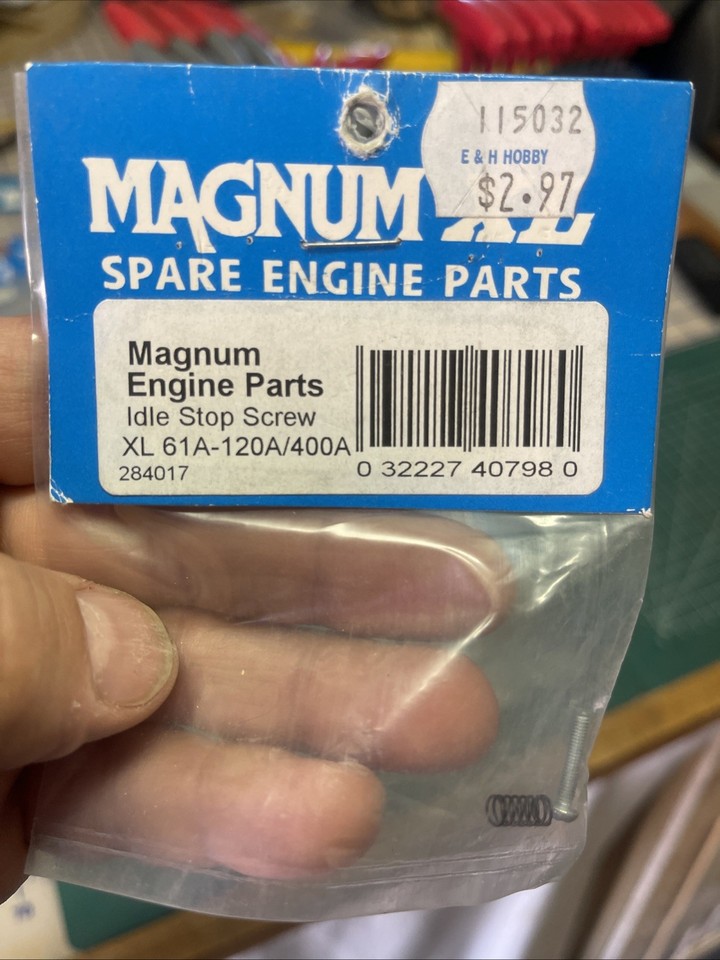 115032
E & H HOBBY
$2.97
MAGNUM XL
SPARE ENGINE PARTS
Magnum
Engine Parts
Idle Stop Screw
XL 61A-120A/400A
284017
0 32227 40798 0